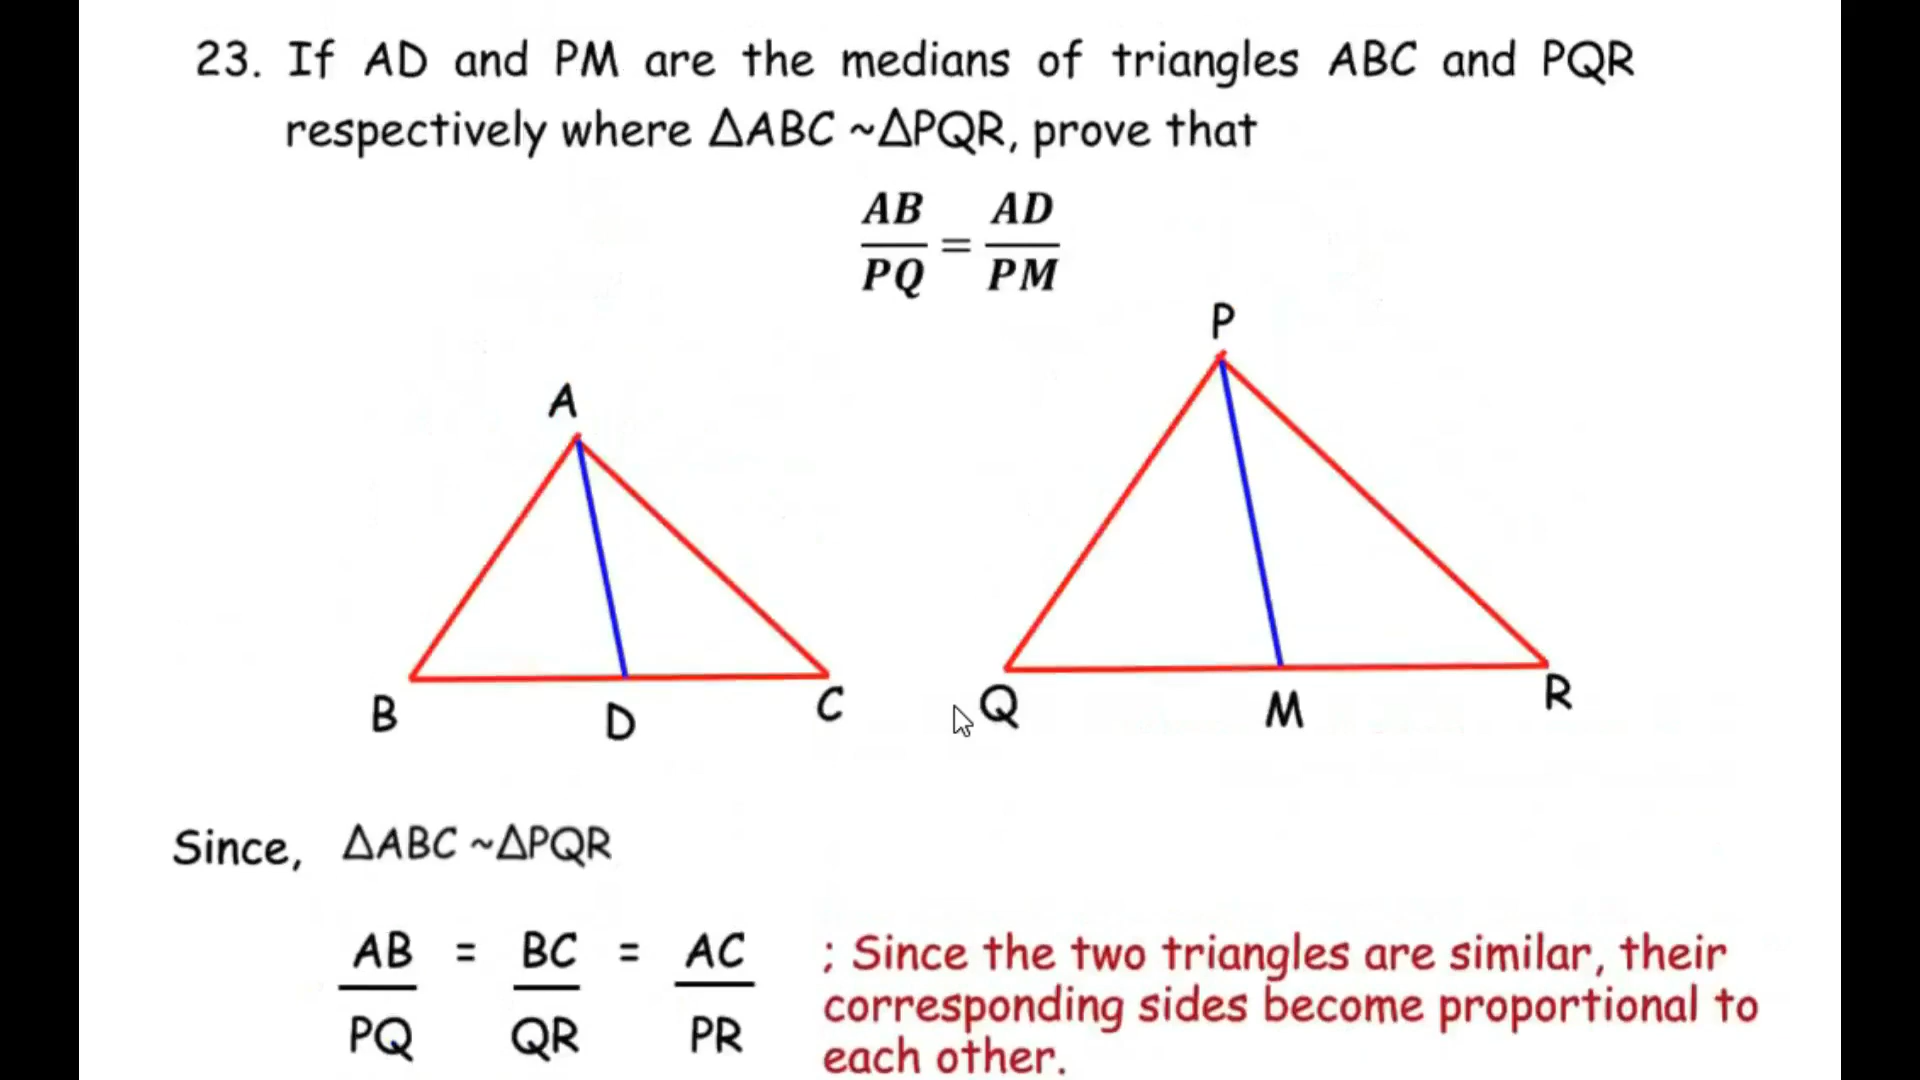 23. If AD and PM are the medians of triangles ABC and PQR
respectively where ΔABC ~ΔPQR, prove that
AB/PQ = AD/PM
P
A
B
D
C
Q
M
R
Since, ΔABC ~ΔPQR
AB/PQ = BC/QR = AC/PR
; Since the two triangles are similar, their
corresponding sides become proportional to
each other.